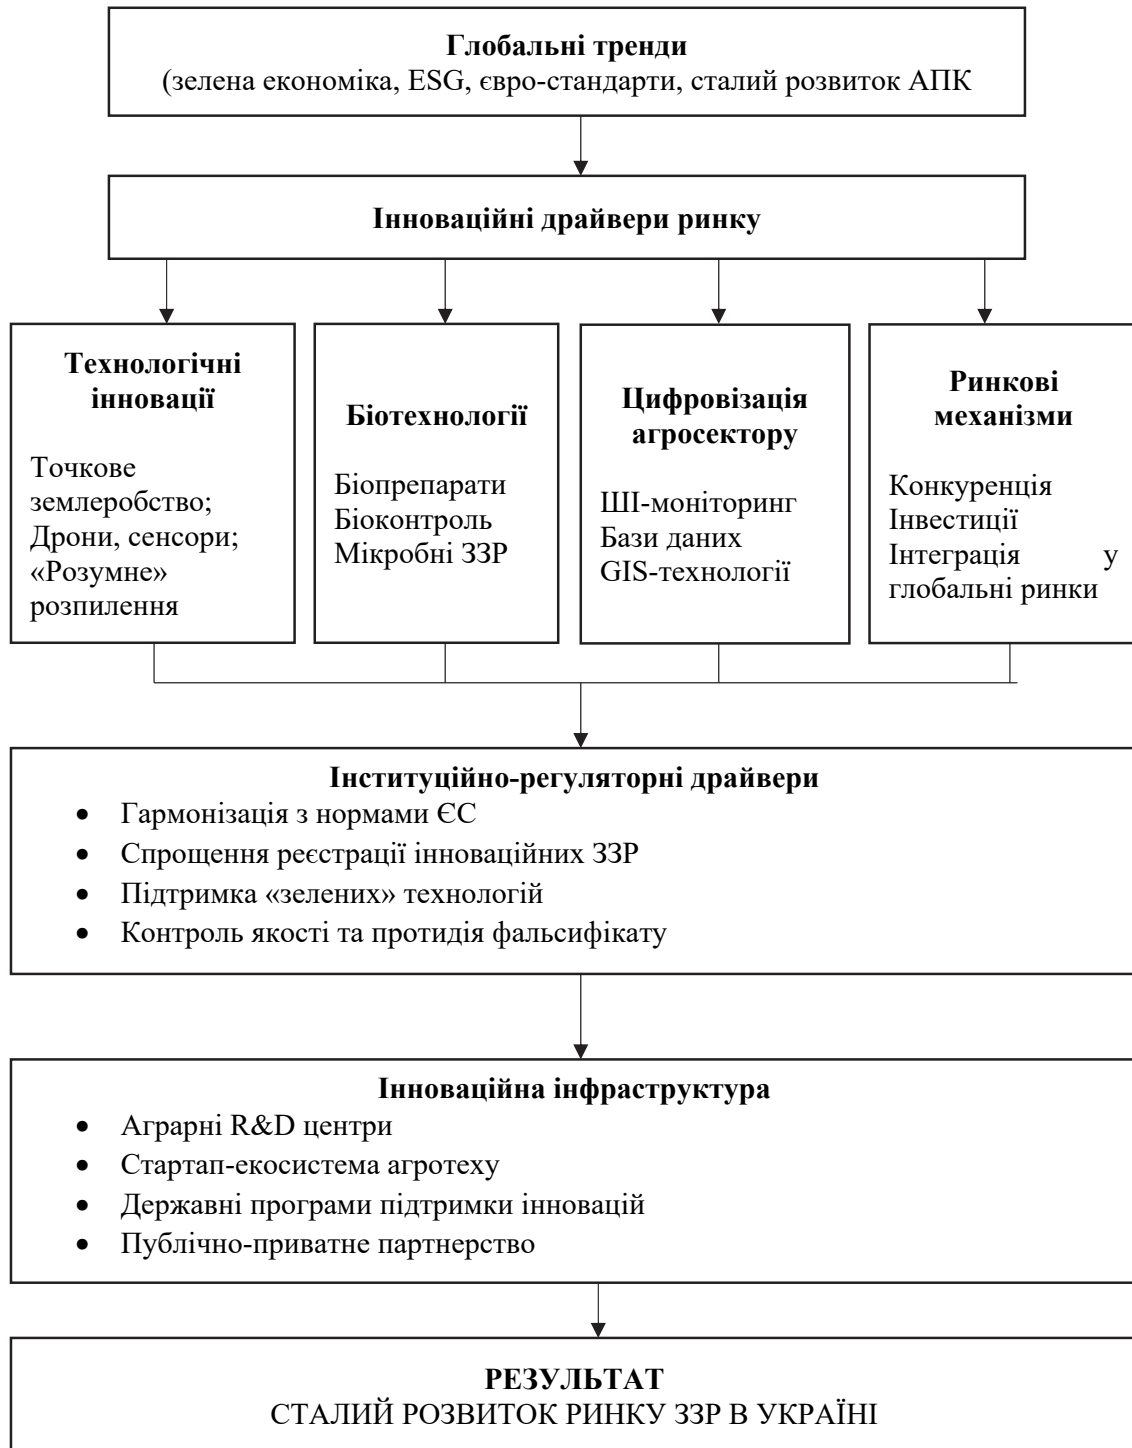 Глобальні тренди
(зелена економіка, ESG, євро-стандарти, сталий розвиток АПК
Інноваційні драйвери ринку
Технологічні
інновації
Точкове
землеробство;
Дрони, сенсори;
«Розумне»
розпилення
Біотехнології
Біопрепарати
Біоконтроль
Мікробні ЗЗР
Цифровізація
агросектору
ШІ-моніторинг
Бази даних
GIS-технології
Ринкові
механізми
Конкуренція
Інвестиції
Інтеграція у
глобальні ринки
Інституційно-регуляторні драйвери
• Гармонізація з нормами ЄС
• Спрощення реєстрації інноваційних ЗЗР
• Підтримка «зелених» технологій
• Контроль якості та протидія фальсифікату
Інноваційна інфраструктура
• Аграрні R&D центри
• Стартап-екосистема агротеху
• Державні програми підтримки інновацій
• Публічно-приватне партнерство
РЕЗУЛЬТАТ
СТАЛИЙ РОЗВИТОК РИНКУ ЗЗР В УКРАЇНІ